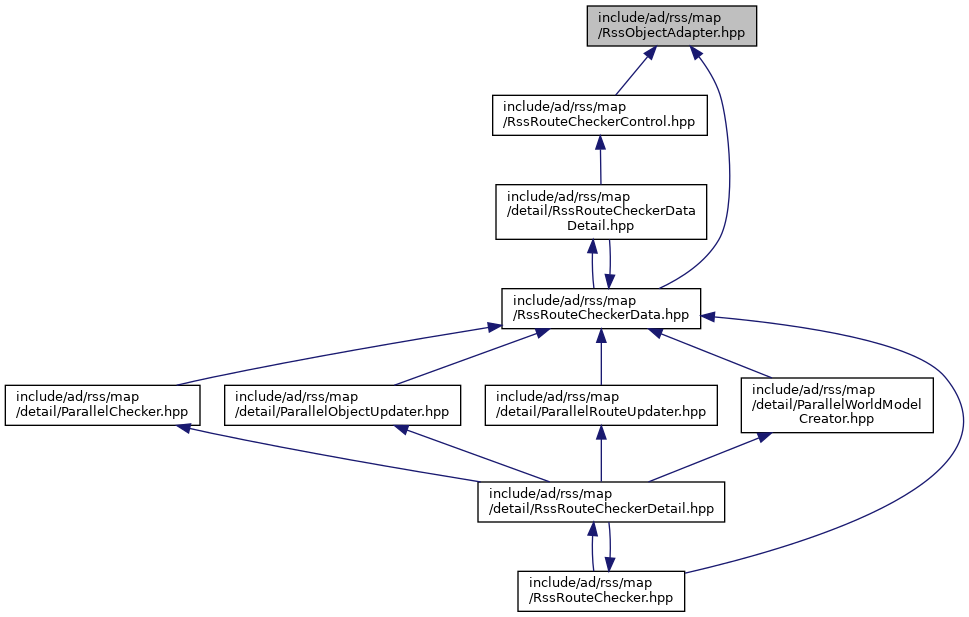 include/ad/rss/map
/RssObjectAdapter.hpp
include/ad/rss/map
/RssRouteCheckerControl.hpp
include/ad/rss/map
/detail/RssRouteCheckerData
Detail.hpp
include/ad/rss/map
/RssRouteCheckerData.hpp
include/ad/rss/map
/detail/ParallelChecker.hpp
include/ad/rss/map
/detail/ParallelObjectUpdater.hpp
include/ad/rss/map
/detail/ParallelRouteUpdater.hpp
include/ad/rss/map
/detail/ParallelWorldModel
Creator.hpp
include/ad/rss/map
/detail/RssRouteCheckerDetail.hpp
include/ad/rss/map
/RssRouteChecker.hpp